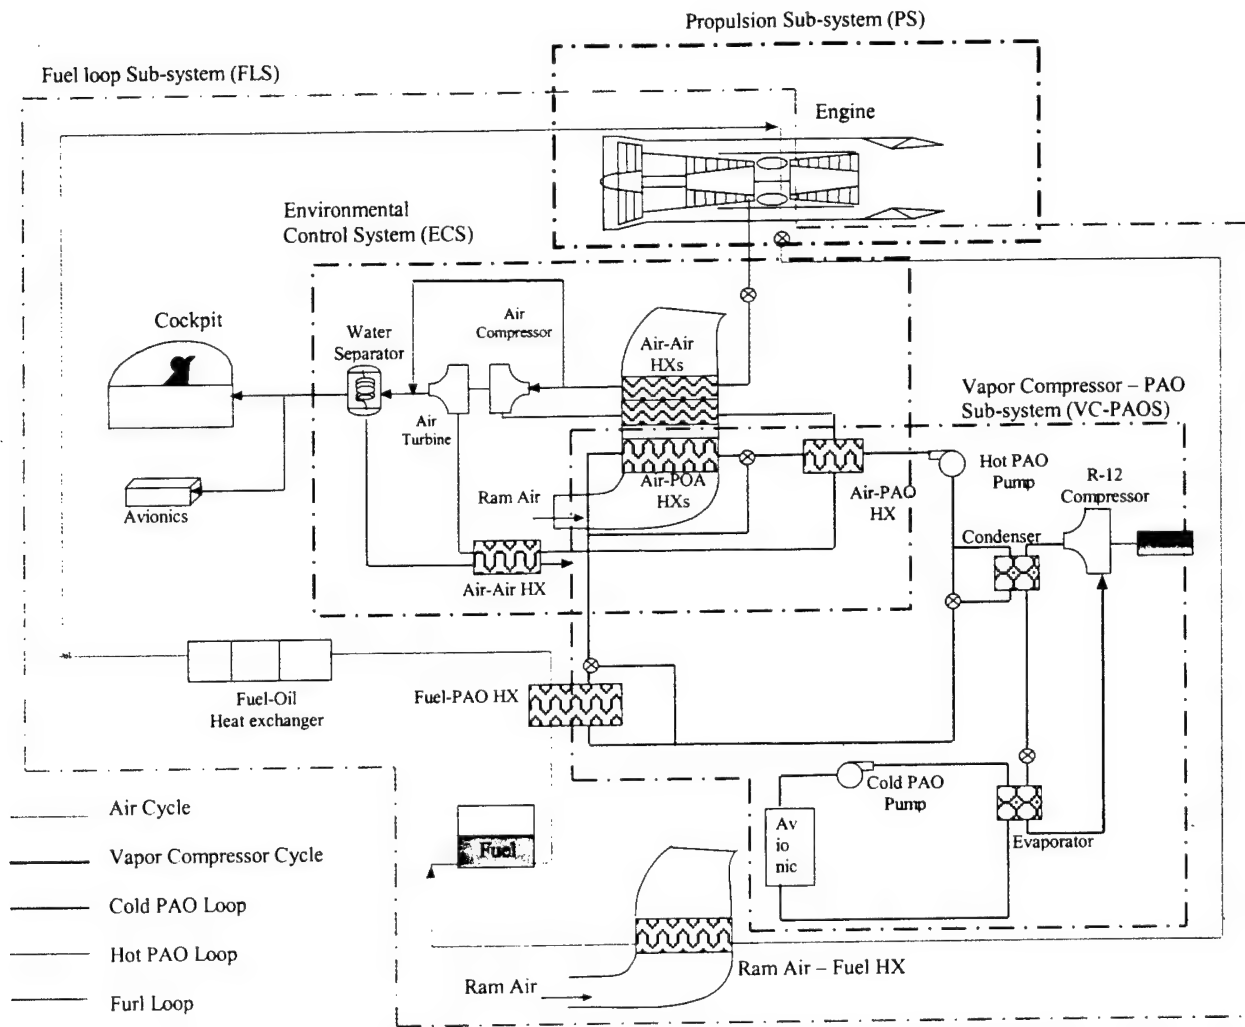 Propulsion Sub-system (PS)
Fuel loop Sub-system (FLS)
Engine
Environmental
Control System (ECS)
Cockpit
Water
Separator
Air
Compressor
Air-Air
HXs
Vapor Compressor – PAO
Sub-system (VC-PAOS)
Air
Turbine
Hot PAO
Pump
R-12
Compressor
Ram Air
Air-POA
HXs
Air-PAO
HX
Avionics
Condenser
Air-Air HX
Fuel-PAO HX
Fuel-Oil
Heat exchanger
Cold PAO
Pump
Air Cycle
Av
io
nic
Evaporator
Fuel
Vapor Compressor Cycle
Cold PAO Loop
Hot PAO Loop
Ram Air – Fuel HX
Ram Air
Furl Loop